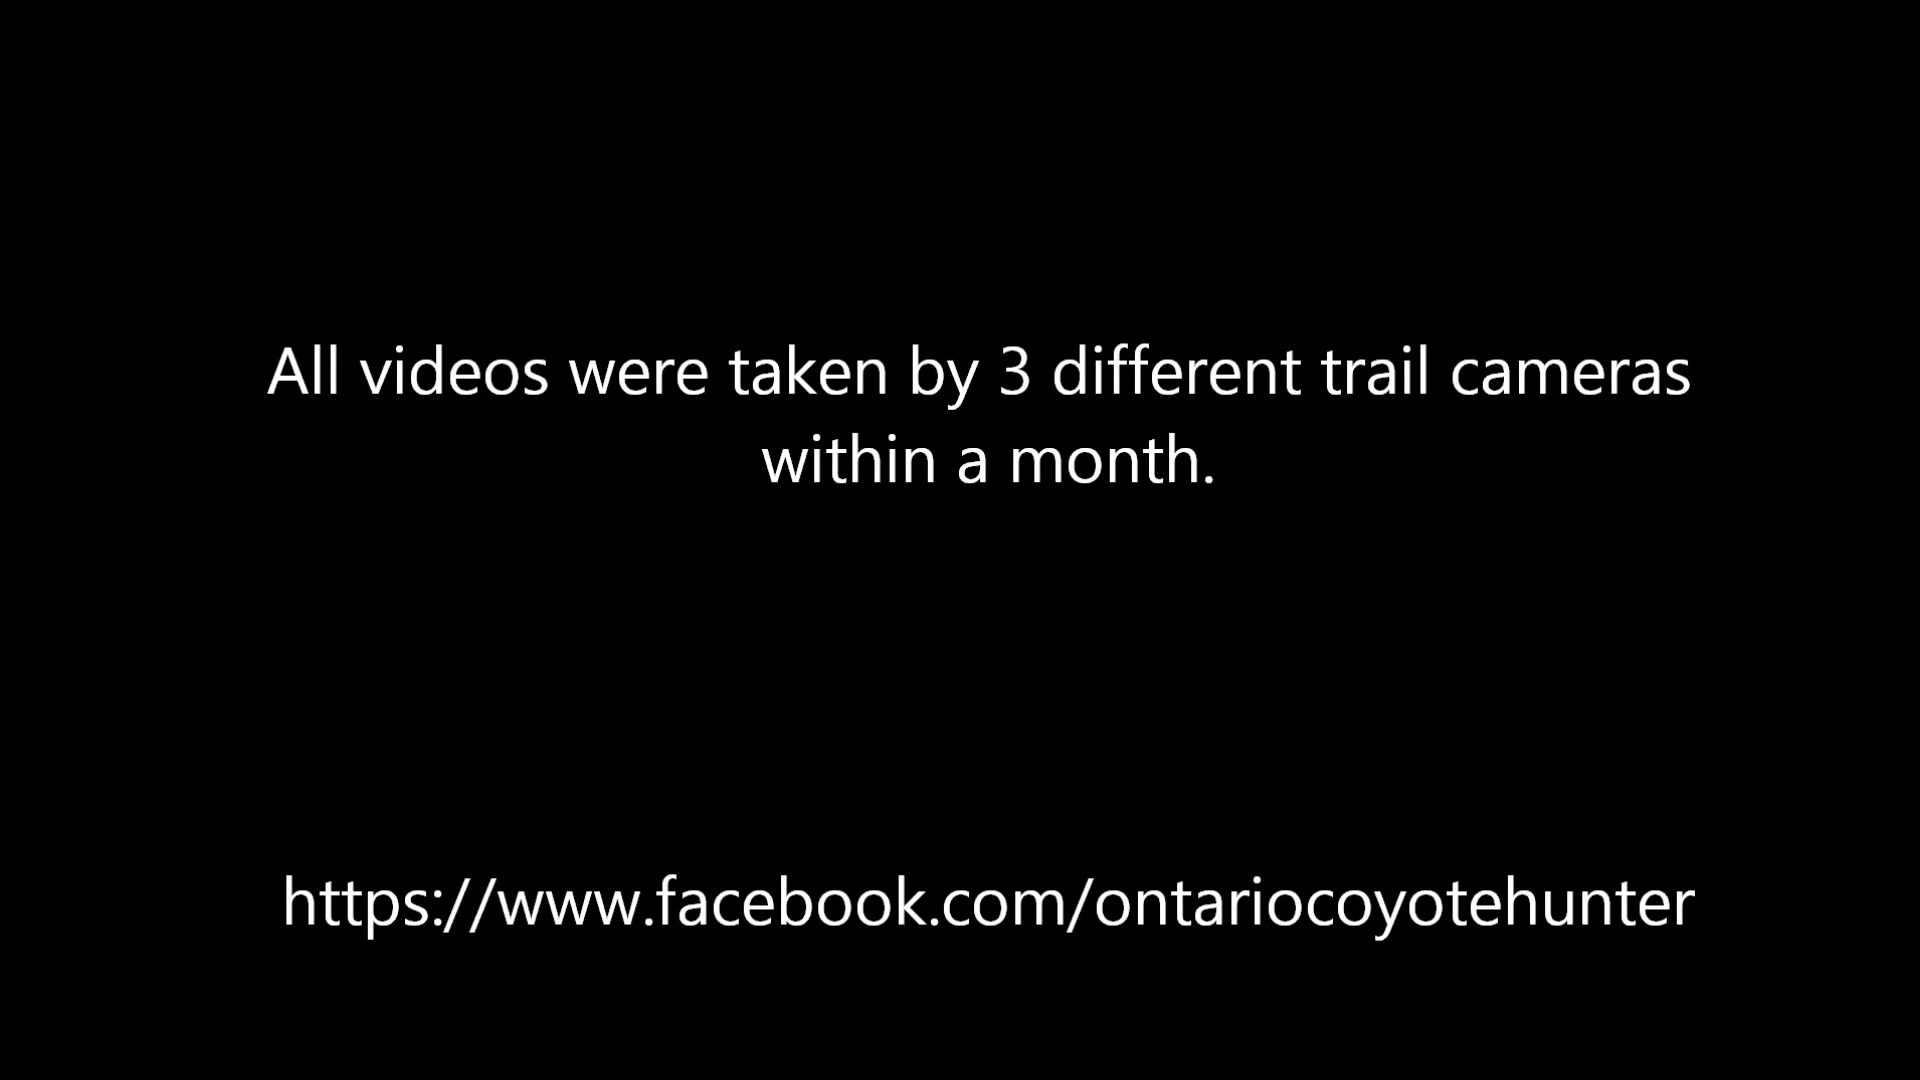 All videos were taken by 3 different trail cameras
within a month.
https://www.facebook.com/ontariocoyotehunter